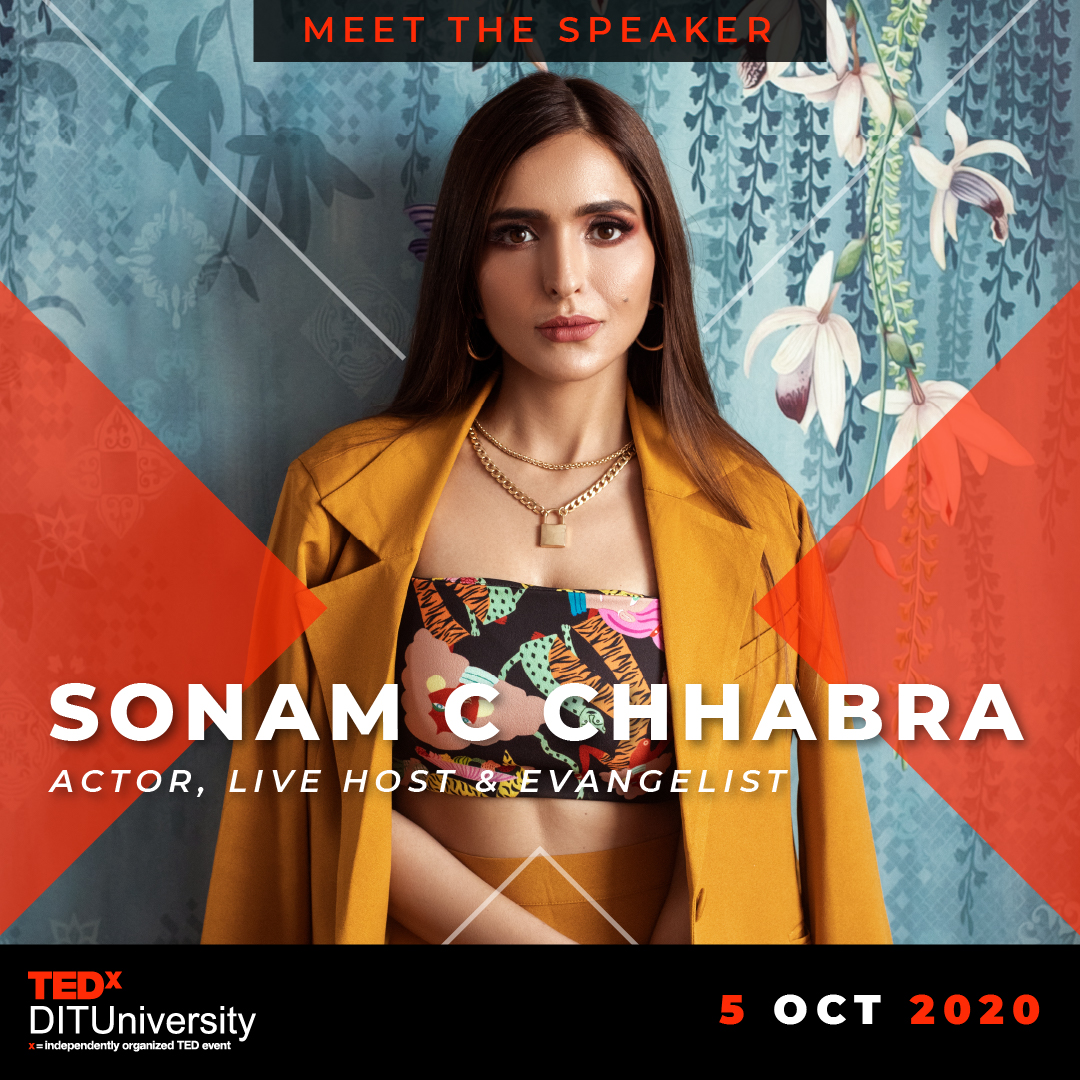 MEET THE SPEAKER
SONAM C CHHABRA
ACTOR, LIVE HOST & EVANGELIST
TEDx
DITUniversity
x = independently organized TED event
5 OCT 2020